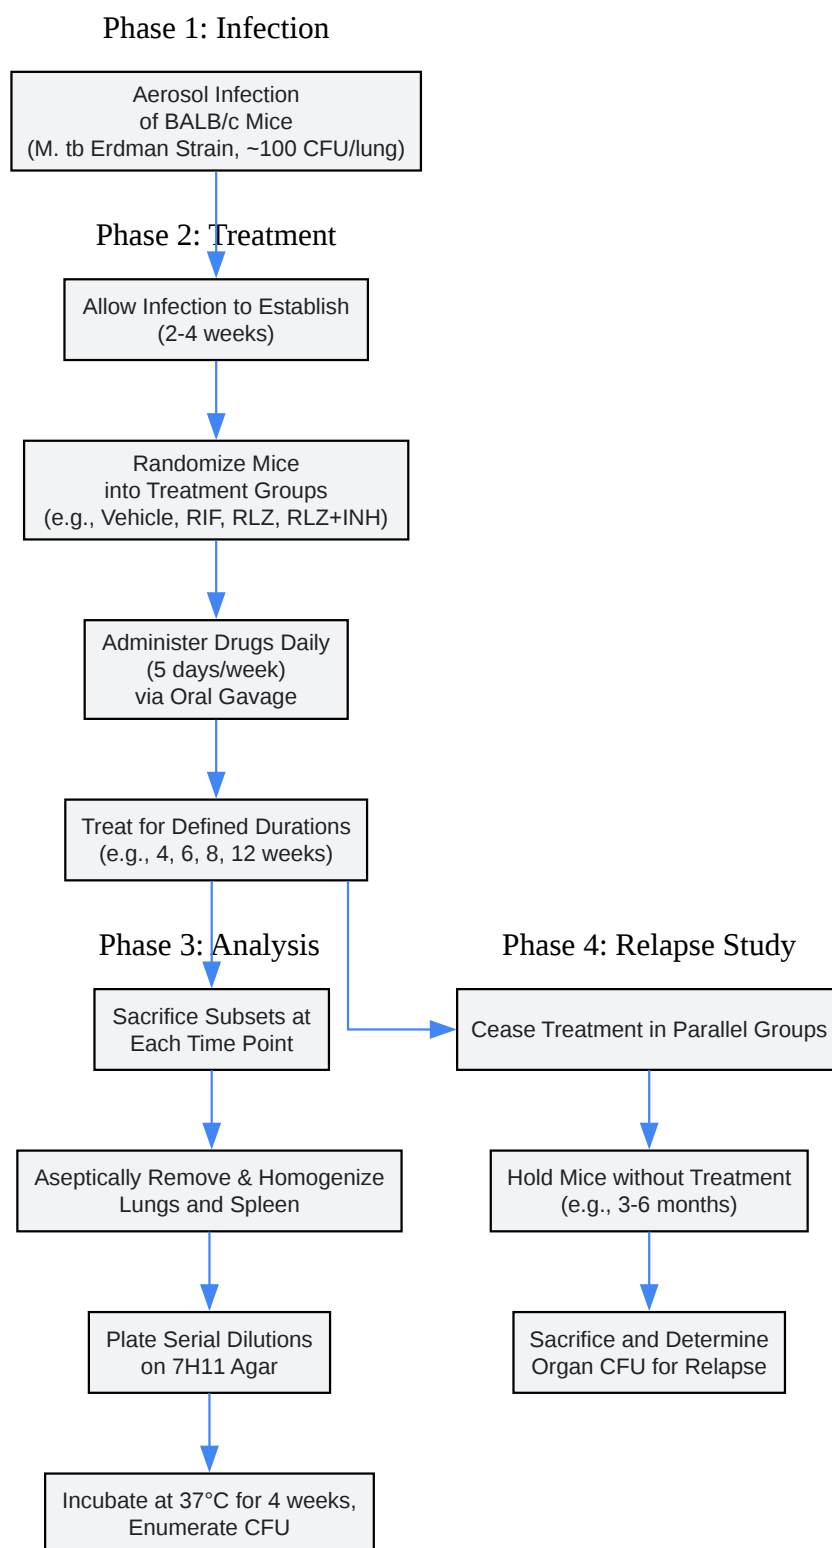 Phase 1: Infection
Aerosol Infection
of BALB/c Mice
(M. tb Erdman Strain, ~100 CFU/lung)
Phase 2: Treatment
Allow Infection to Establish
(2-4 weeks)
Randomize Mice
into Treatment Groups
(e.g., Vehicle, RIF, RLZ, RLZ+INH)
Administer Drugs Daily
(5 days/week)
via Oral Gavage
Treat for Defined Durations
(e.g., 4, 6, 8, 12 weeks)
Phase 3: Analysis
Sacrifice Subsets at
Each Time Point
Aseptically Remove & Homogenize
Lungs and Spleen
Plate Serial Dilutions
on 7H11 Agar
Incubate at 37°C for 4 weeks,
Enumerate CFU
Phase 4: Relapse Study
Cease Treatment in Parallel Groups
Hold Mice without Treatment
(e.g., 3-6 months)
Sacrifice and Determine
Organ CFU for Relapse